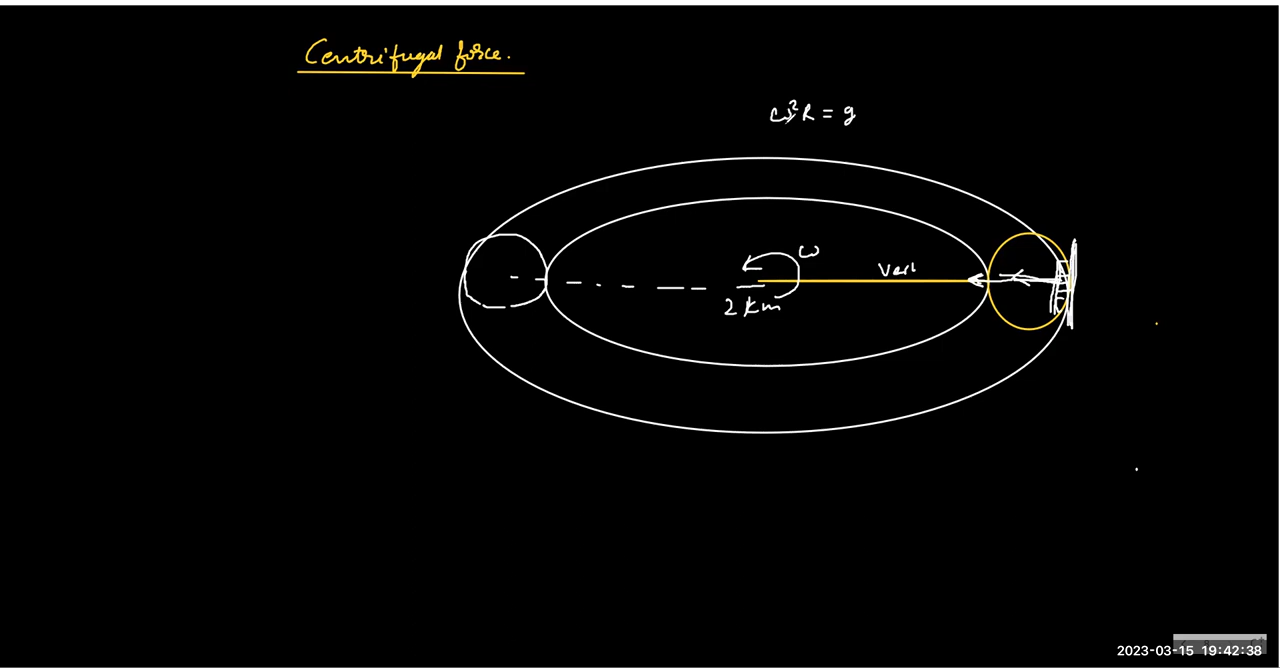 Centrifugal force.
ω²R = g
ω
Vert
2 km
2023-03-15 19:42:38